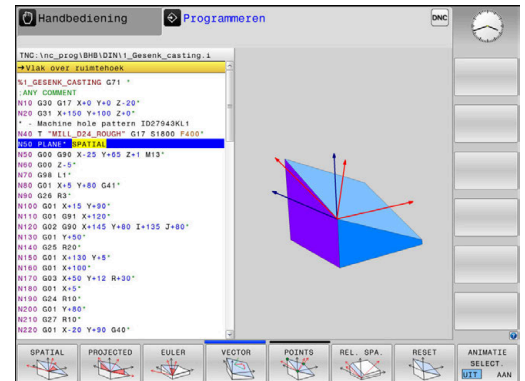 Handbediening
Programmeren
DNC
TNC:\nc_prog\BHB\DIN\1_Gesenk_casting.i
→Vlak over ruimtehoek
%1_GESENK_CASTING G71 *
;ANY COMMENT
N10 G30 G17 X+0 Y+0 Z-20*
N20 G31 X+150 Y+100 Z+0*
* - Machine hole pattern ID27943KL1
N40 T "MILL_D24_ROUGH" G17 S1800 F400*
N50 PLANE* SPATIAL
N50 G00 G90 X-25 Y+65 Z+1 M13*
N60 G00 Z-5*
N70 G98 L1*
N80 G01 X+5 Y+80 G41*
N90 G26 R3*
N100 G01 X+15 Y+90*
N110 G01 G91 X+120*
N120 G02 G90 X+145 Y+80 I+135 J+80*
N130 G01 Y+50*
N140 G25 R20*
N150 G01 X+130 Y+5*
N160 G01 X+100*
N170 G03 X+50 Y+12 R+30*
N180 G01 X+5*
N190 G24 R10*
N200 G01 Y+80*
N210 G27 R10*
N220 G01 X-20 Y+90 G40*
SPATIAL
PROJECTED
EULER
VECTOR
POINTS
REL. SPA.
RESET
ANIMATIE
SELECT.
UIT AAN